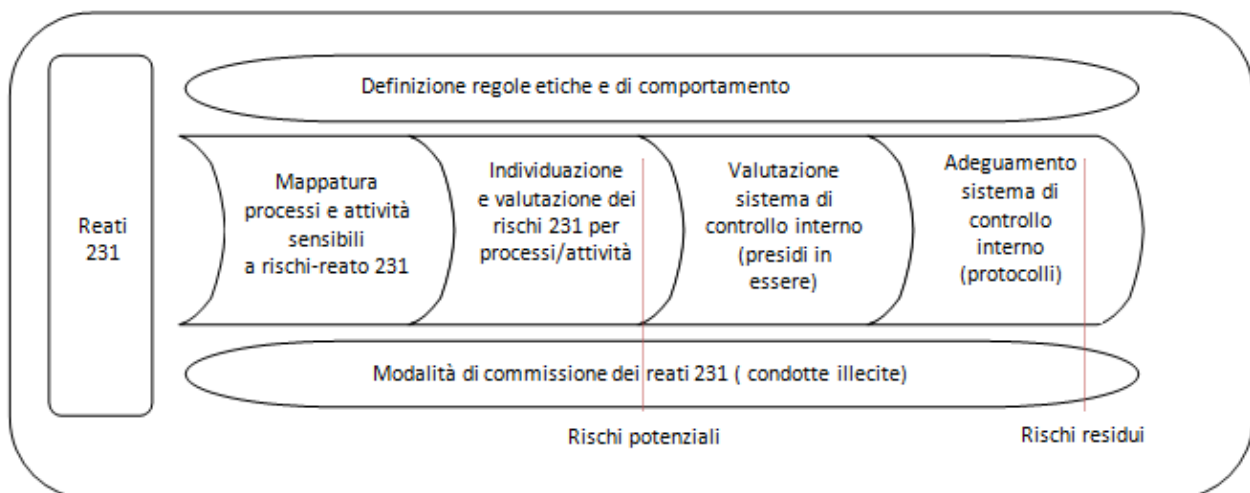 Reati
231
Definizione regole etiche e di comportamento
Mappatura
processi e attività
sensibili
a rischi-reato 231
Individuazione
e valutazione dei
rischi 231 per
processi/attività
Valutazione
sistema di
controllo interno
(presidi in
essere)
Adeguamento
sistema di
controllo
interno
(protocolli)
Modalità di commissione dei reati 231 ( condotte illecite)
Rischi potenziali
Rischi residui